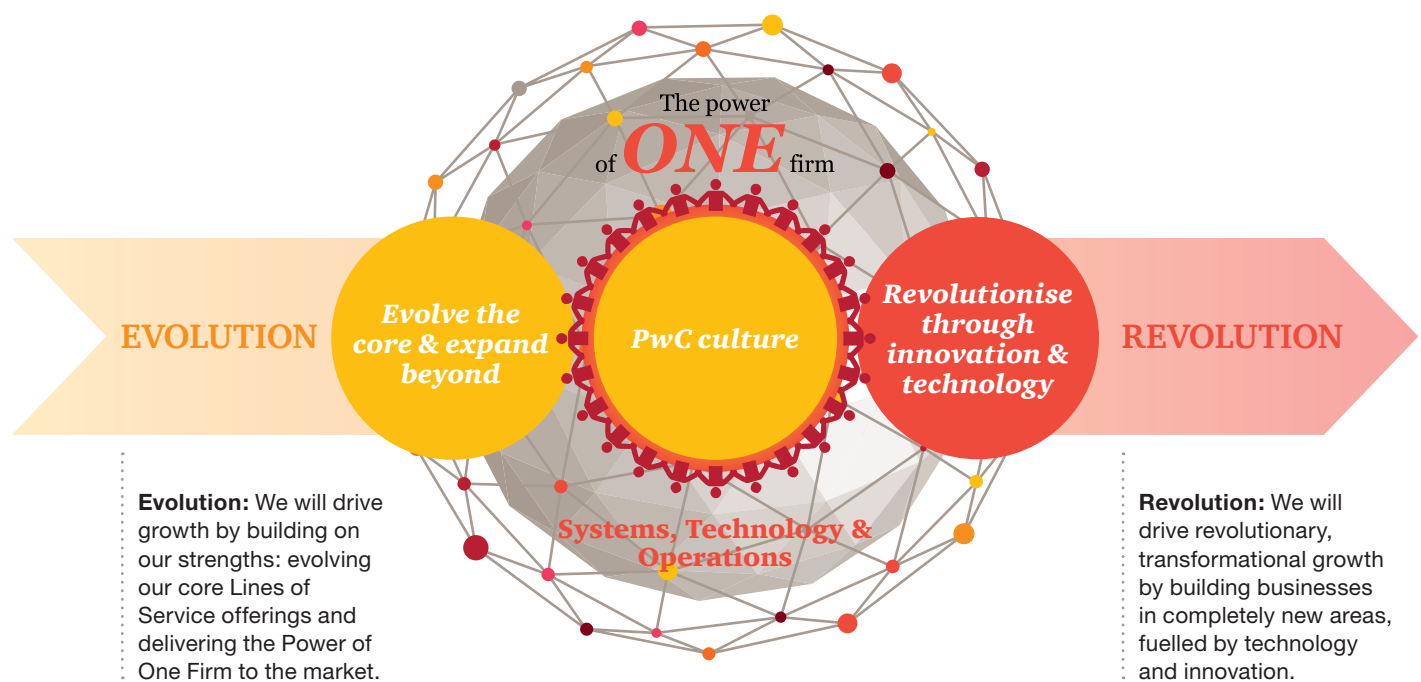 The power
of ONE firm
EVOLUTION
Evolve the
core & expand
beyond
PwC culture
Revolutionise
through
innovation &
technology
REVOLUTION
Systems, Technology &
Operations
Evolution: We will drive
growth by building on
our strengths: evolving
our core Lines of
Service offerings and
delivering the Power of
One Firm to the market.
Revolution: We will
drive revolutionary,
transformational growth
by building businesses
in completely new areas,
fuelled by technology
and innovation.